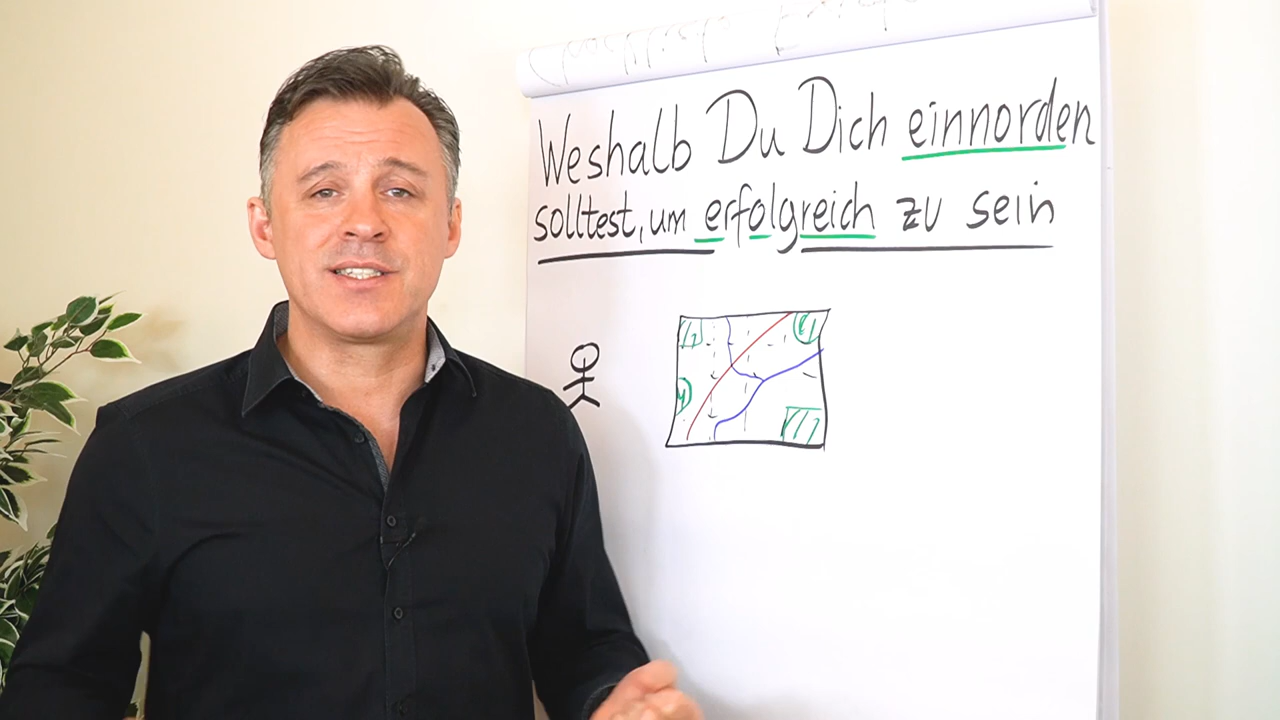 Weshalb Du Dich einnorden
solltest, um erfolgreich zu sein